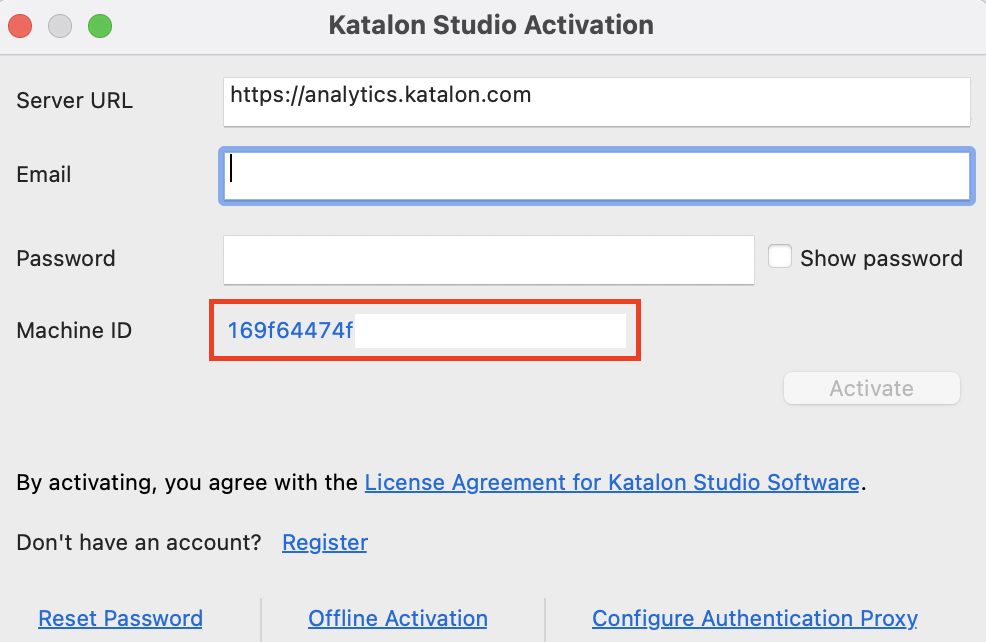 Katalon Studio Activation
Server URL https://analytics.katalon.com
Email
Password Show password
Machine ID 169f64474f
Activate
By activating, you agree with the License Agreement for Katalon Studio Software.
Don't have an account? Register
Reset Password Offline Activation Configure Authentication Proxy